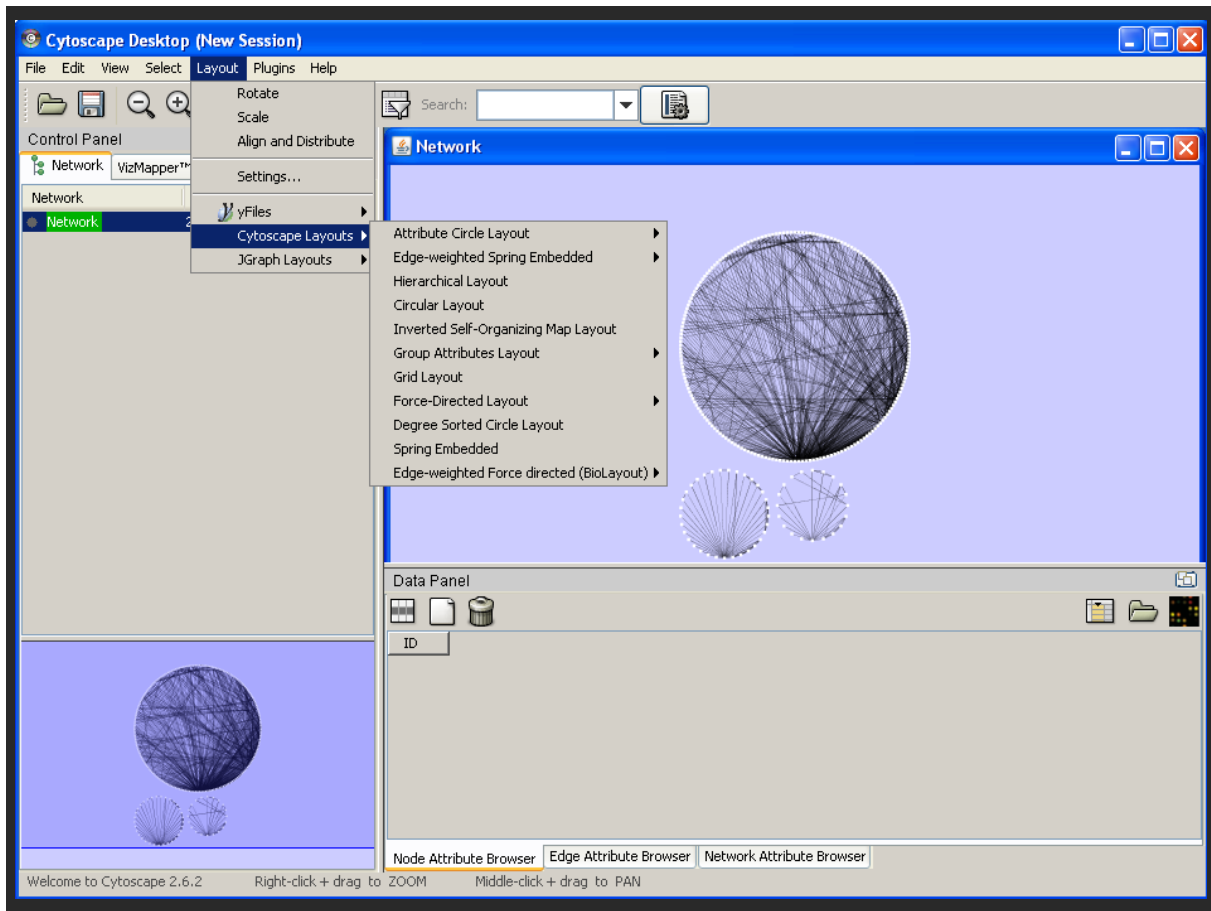 Cytoscape Desktop (New Session)
File Edit View Select Layout Plugins Help
Rotate
Scale
Align and Distribute
Settings...
yFiles
Cytoscape Layouts
JGraph Layouts
Search:
Control Panel
Network VizMapper™
Network
Network 2
Attribute Circle Layout
Edge-weighted Spring Embedded
Hierarchical Layout
Circular Layout
Inverted Self-Organizing Map Layout
Group Attributes Layout
Grid Layout
Force-Directed Layout
Degree Sorted Circle Layout
Spring Embedded
Edge-weighted Force directed (BioLayout)
Network
Data Panel
ID
Node Attribute Browser Edge Attribute Browser Network Attribute Browser
Welcome to Cytoscape 2.6.2 Right-click + drag to ZOOM Middle-click + drag to PAN